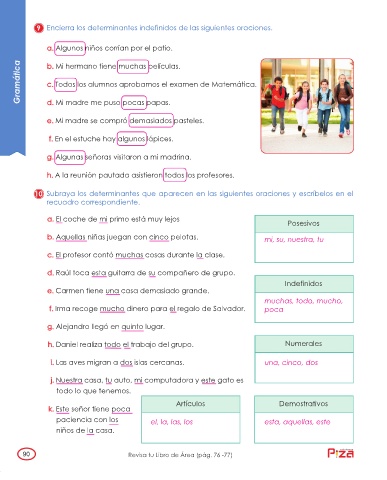 Gramática
9 Encierra los determinantes indefinidos de las siguientes oraciones.
a. Algunos niños corrían por el patio.
b. Mi hermano tiene muchas películas.
c. Todos los alumnos aprobamos el examen de Matemática.
d. Mi madre me puso pocas papas.
e. Mi madre se compró demasiados pasteles.
f. En el estuche hay algunos lápices.
g. Algunas señoras visitaron a mi madrina.
h. A la reunión pautada asistieron todos los profesores.
10 Subraya los determinantes que aparecen en las siguientes oraciones y escríbelos en el
recuadro correspondiente.
a. El coche de mi primo está muy lejos
b. Aquellas niñas juegan con cinco pelotas.
c. El profesor contó muchas cosas durante la clase.
d. Raúl toca esta guitarra de su compañero de grupo.
e. Carmen tiene una casa demasiado grande.
f. Irma recoge mucho dinero para el regalo de Salvador.
g. Alejandro llegó en quinto lugar.
h. Daniel realiza todo el trabajo del grupo.
i. Las aves migran a dos islas cercanas.
j. Nuestra casa, tu auto, mi computadora y este gato es
todo lo que tenemos.
k. Este señor tiene poca
paciencia con los
niños de la casa.
Posesivos
mi, su, nuestra, tu
Indefinidos
muchas, todo, mucho,
poca
Numerales
una, cinco, dos
Artículos
el, la, las, los
Demostrativos
esta, aquellas, este
90
Revisa tu Libro de Área (pág. 76 -77)
Piza